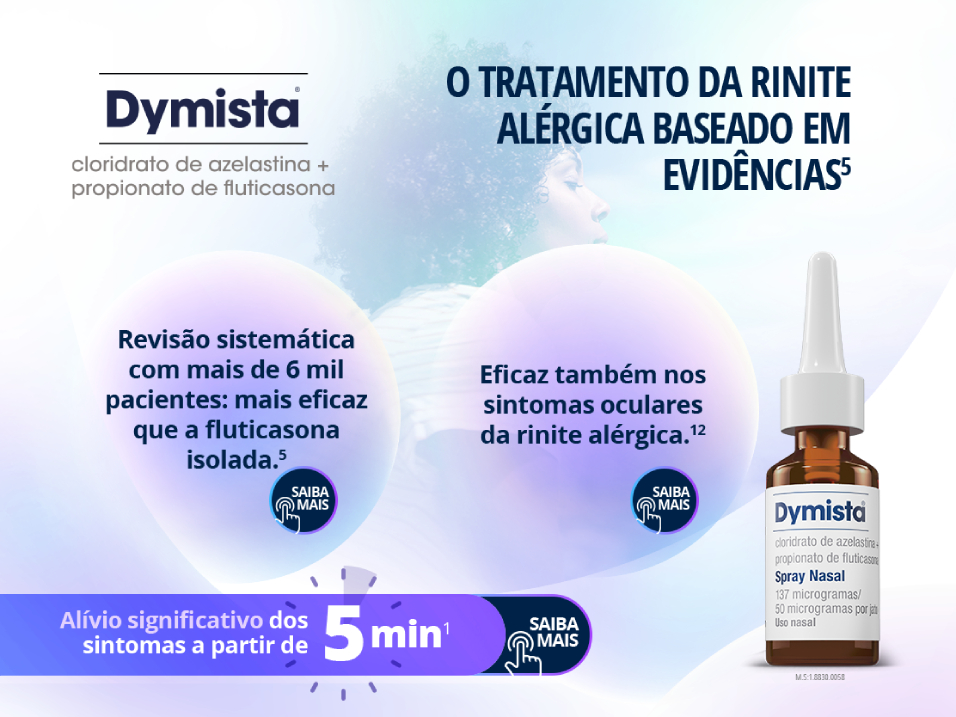 Dymista®
cloridrato de azelastina +
propionato de fluticasona
O TRATAMENTO DA RINITE
ALÉRGICA BASEADO EM
EVIDÊNCIAS⁵
Revisão sistemática
com mais de 6 mil
pacientes: mais eficaz
que a fluticasona
isolada.⁵
SAIBA
MAIS
Eficaz também nos
sintomas oculares
da rinite alérgica.¹²
SAIBA
MAIS
Alívio significativo dos
sintomas a partir de
5 min¹
SAIBA
MAIS
Dymista®
cloridrato de azelastina +
propionato de fluticasona
Spray Nasal
137 microgramas/
50 microgramas por jato
Uso nasal
M.S:1.8830.0058